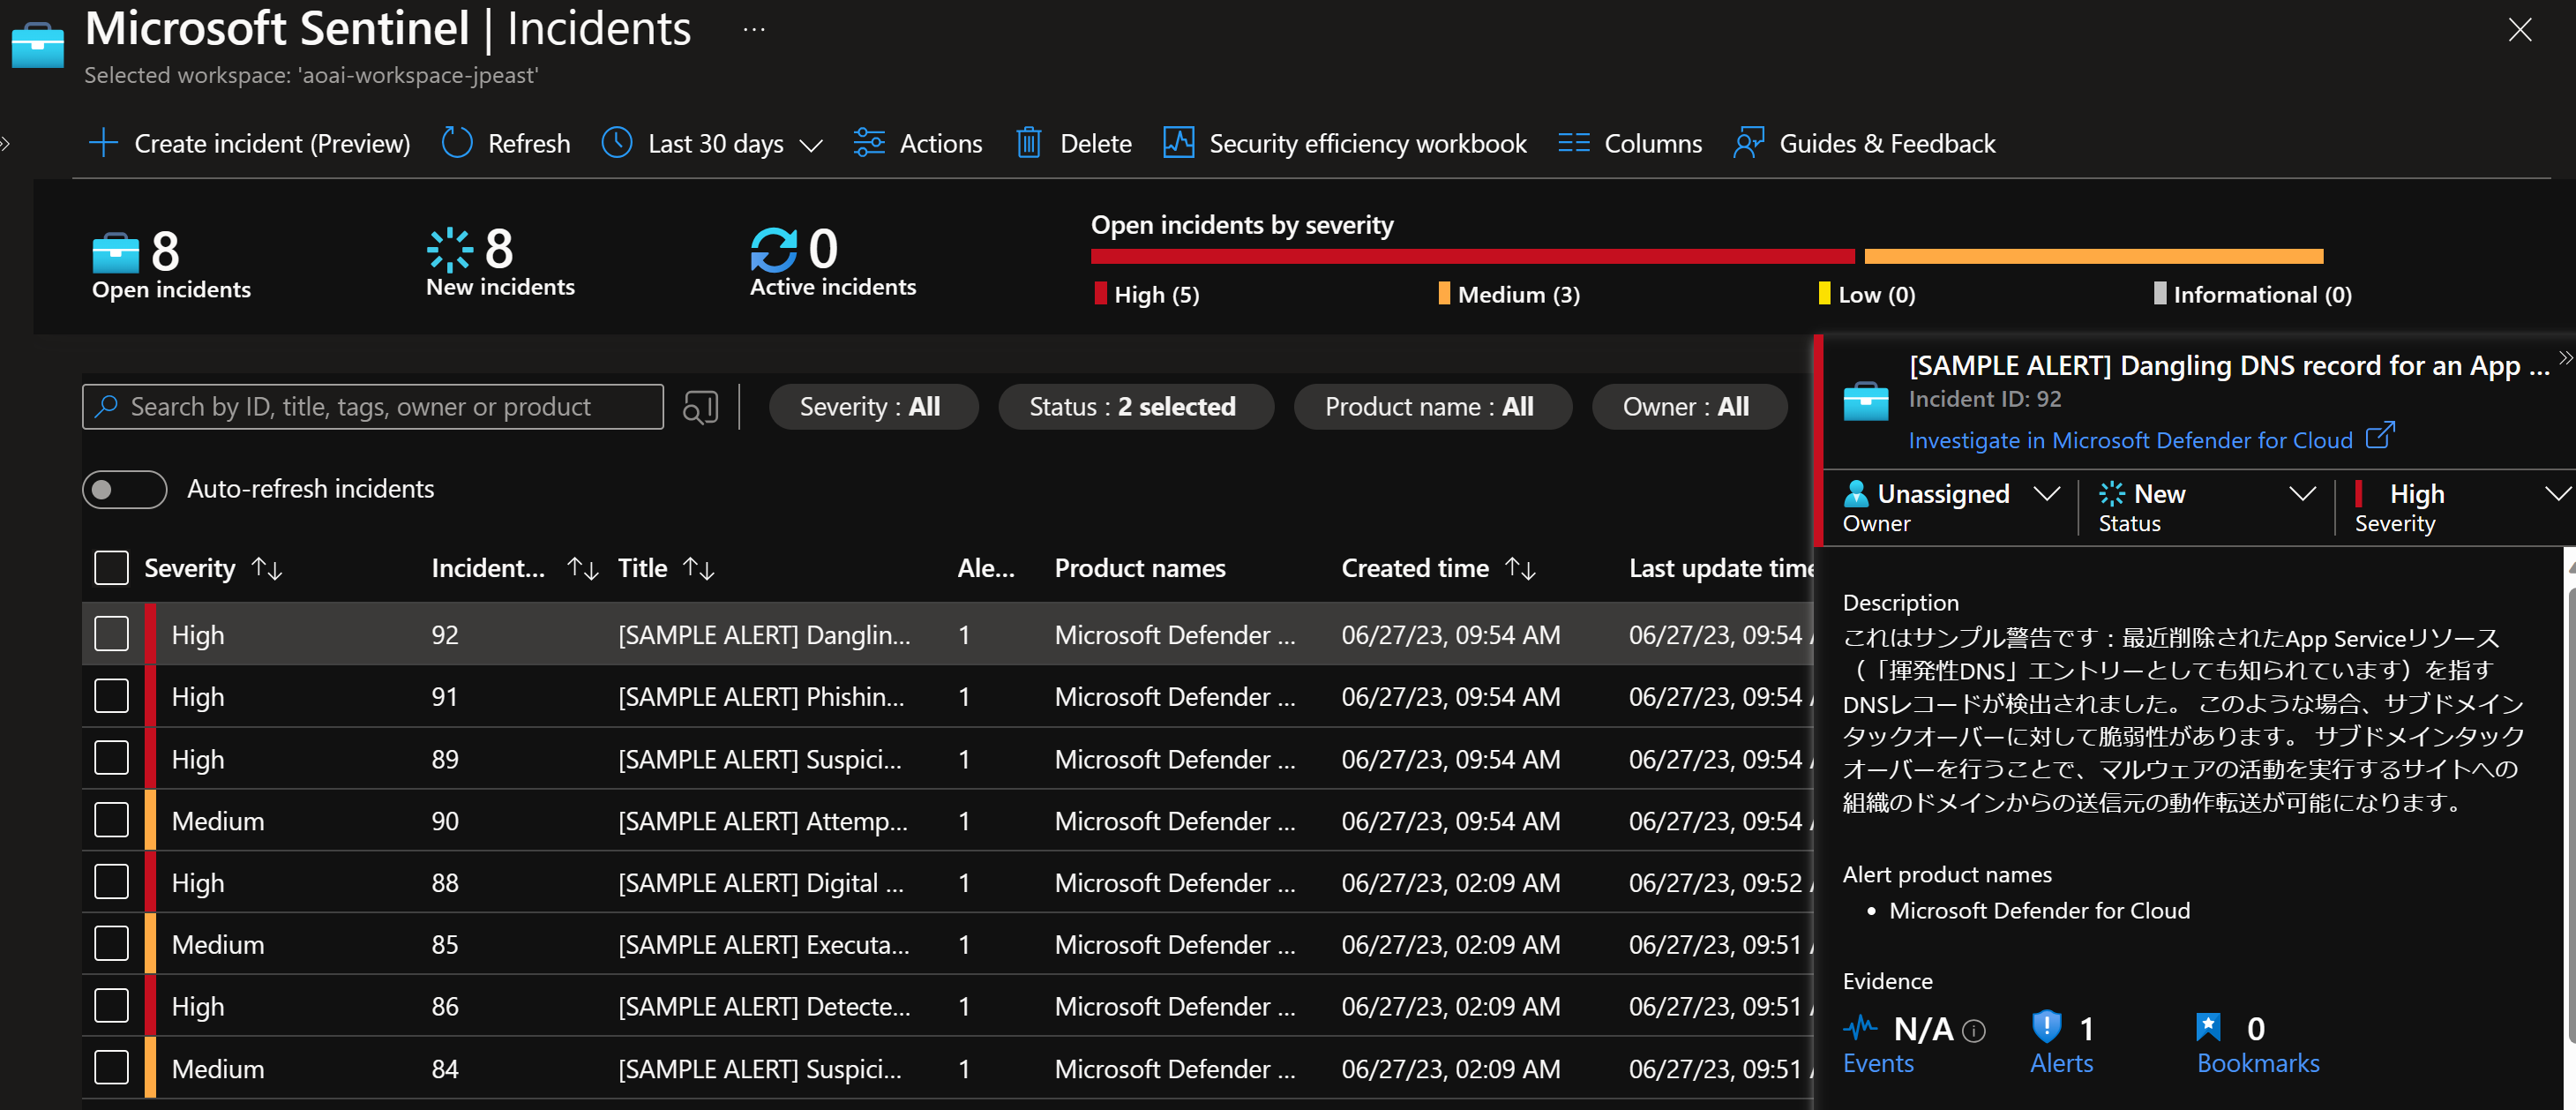 Microsoft Sentinel | Incidents ...
Selected workspace: 'aoai-workspace-jpeast'
Create incident (Preview) Refresh Last 30 days Actions Delete Security efficiency workbook Columns Guides & Feedback
8
Open incidents
8
New incidents
0
Active incidents
Open incidents by severity
High (5) Medium (3) Low (0) Informational (0)
Search by ID, title, tags, owner or product Severity : All Status : 2 selected Product name : All Owner : All
Auto-refresh incidents
Severity Incident... Title Ale... Product names Created time Last update time
High 92 [SAMPLE ALERT] Danglin... 1 Microsoft Defender ... 06/27/23, 09:54 AM 06/27/23, 09:54
High 91 [SAMPLE ALERT] Phishin... 1 Microsoft Defender ... 06/27/23, 09:54 AM 06/27/23, 09:54
High 89 [SAMPLE ALERT] Suspici... 1 Microsoft Defender ... 06/27/23, 09:54 AM 06/27/23, 09:54
Medium 90 [SAMPLE ALERT] Attemp... 1 Microsoft Defender ... 06/27/23, 09:54 AM 06/27/23, 09:54
High 88 [SAMPLE ALERT] Digital ... 1 Microsoft Defender ... 06/27/23, 02:09 AM 06/27/23, 09:52
Medium 85 [SAMPLE ALERT] Executa... 1 Microsoft Defender ... 06/27/23, 02:09 AM 06/27/23, 09:51
High 86 [SAMPLE ALERT] Detecte... 1 Microsoft Defender ... 06/27/23, 02:09 AM 06/27/23, 09:51
Medium 84 [SAMPLE ALERT] Suspici... 1 Microsoft Defender ... 06/27/23, 02:09 AM 06/27/23, 09:51
[SAMPLE ALERT] Dangling DNS record for an App ...
Incident ID: 92
Investigate in Microsoft Defender for Cloud
Unassigned New High
Owner Status Severity
Description
これはサンプル警告です：最近削除されたApp Serviceリソース
（「揮発性DNS」エントリーとしても知られています）を指す
DNSレコードが検出されました。 このような場合、サブドメイン
タックオーバーに対して脆弱性があります。 サブドメインタック
オーバーを行うことで、マルウェアの活動を実行するサイトへの
組織のドメインからの送信元の動作転送が可能になります。
Alert product names
• Microsoft Defender for Cloud
Evidence
N/A 1 0
Events Alerts Bookmarks